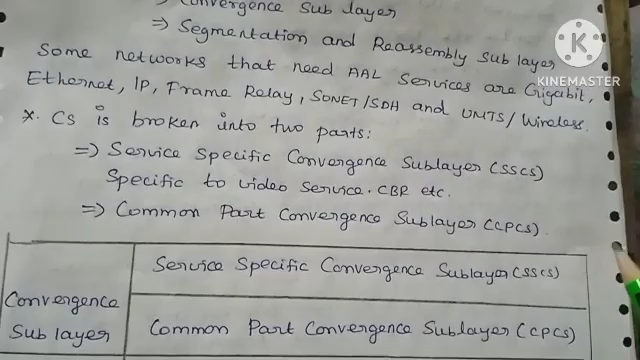 ⇒ Convergence Sub layer
⇒ Segmentation and Reassembly Sub layer
Some networks that need AAL Services are Gigabit,
Ethernet, IP, Frame Relay, SONET/SDH and UMTS/Wireless.
*. CS is broken into two parts:
⇒ Service Specific Convergence Sublayer (SSCS)
Specific to video Service. CBR etc.
⇒ Common Part Convergence Sublayer (CPCS).
Service Specific Convergence Sublayer (SSCS)
Convergence
Sub layer
Common Part Convergence Sublayer (CPCS)
KINEMASTER